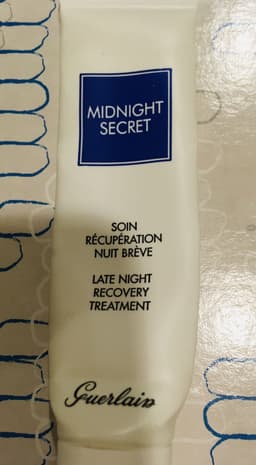 MIDNIGHT
SECRET
SOIN
RÉCUPÉRATION
NUIT BRÈVE
LATE NIGHT
RECOVERY
TREATMENT
Guerlain